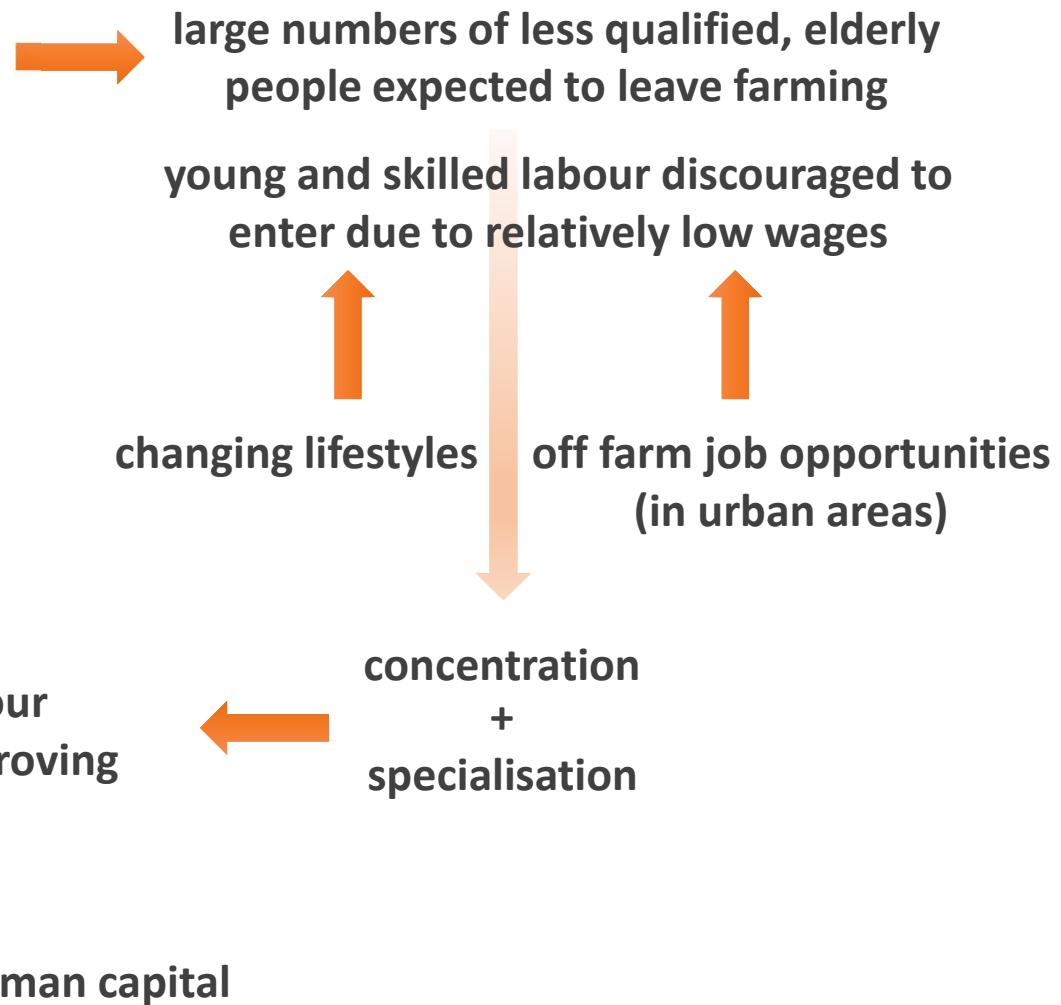 large numbers of less qualified, elderly
people expected to leave farming
young and skilled labour discouraged to
enter due to relatively low wages
changing lifestyles
off farm job opportunities
(in urban areas)
concentration
+
specialisation
capital